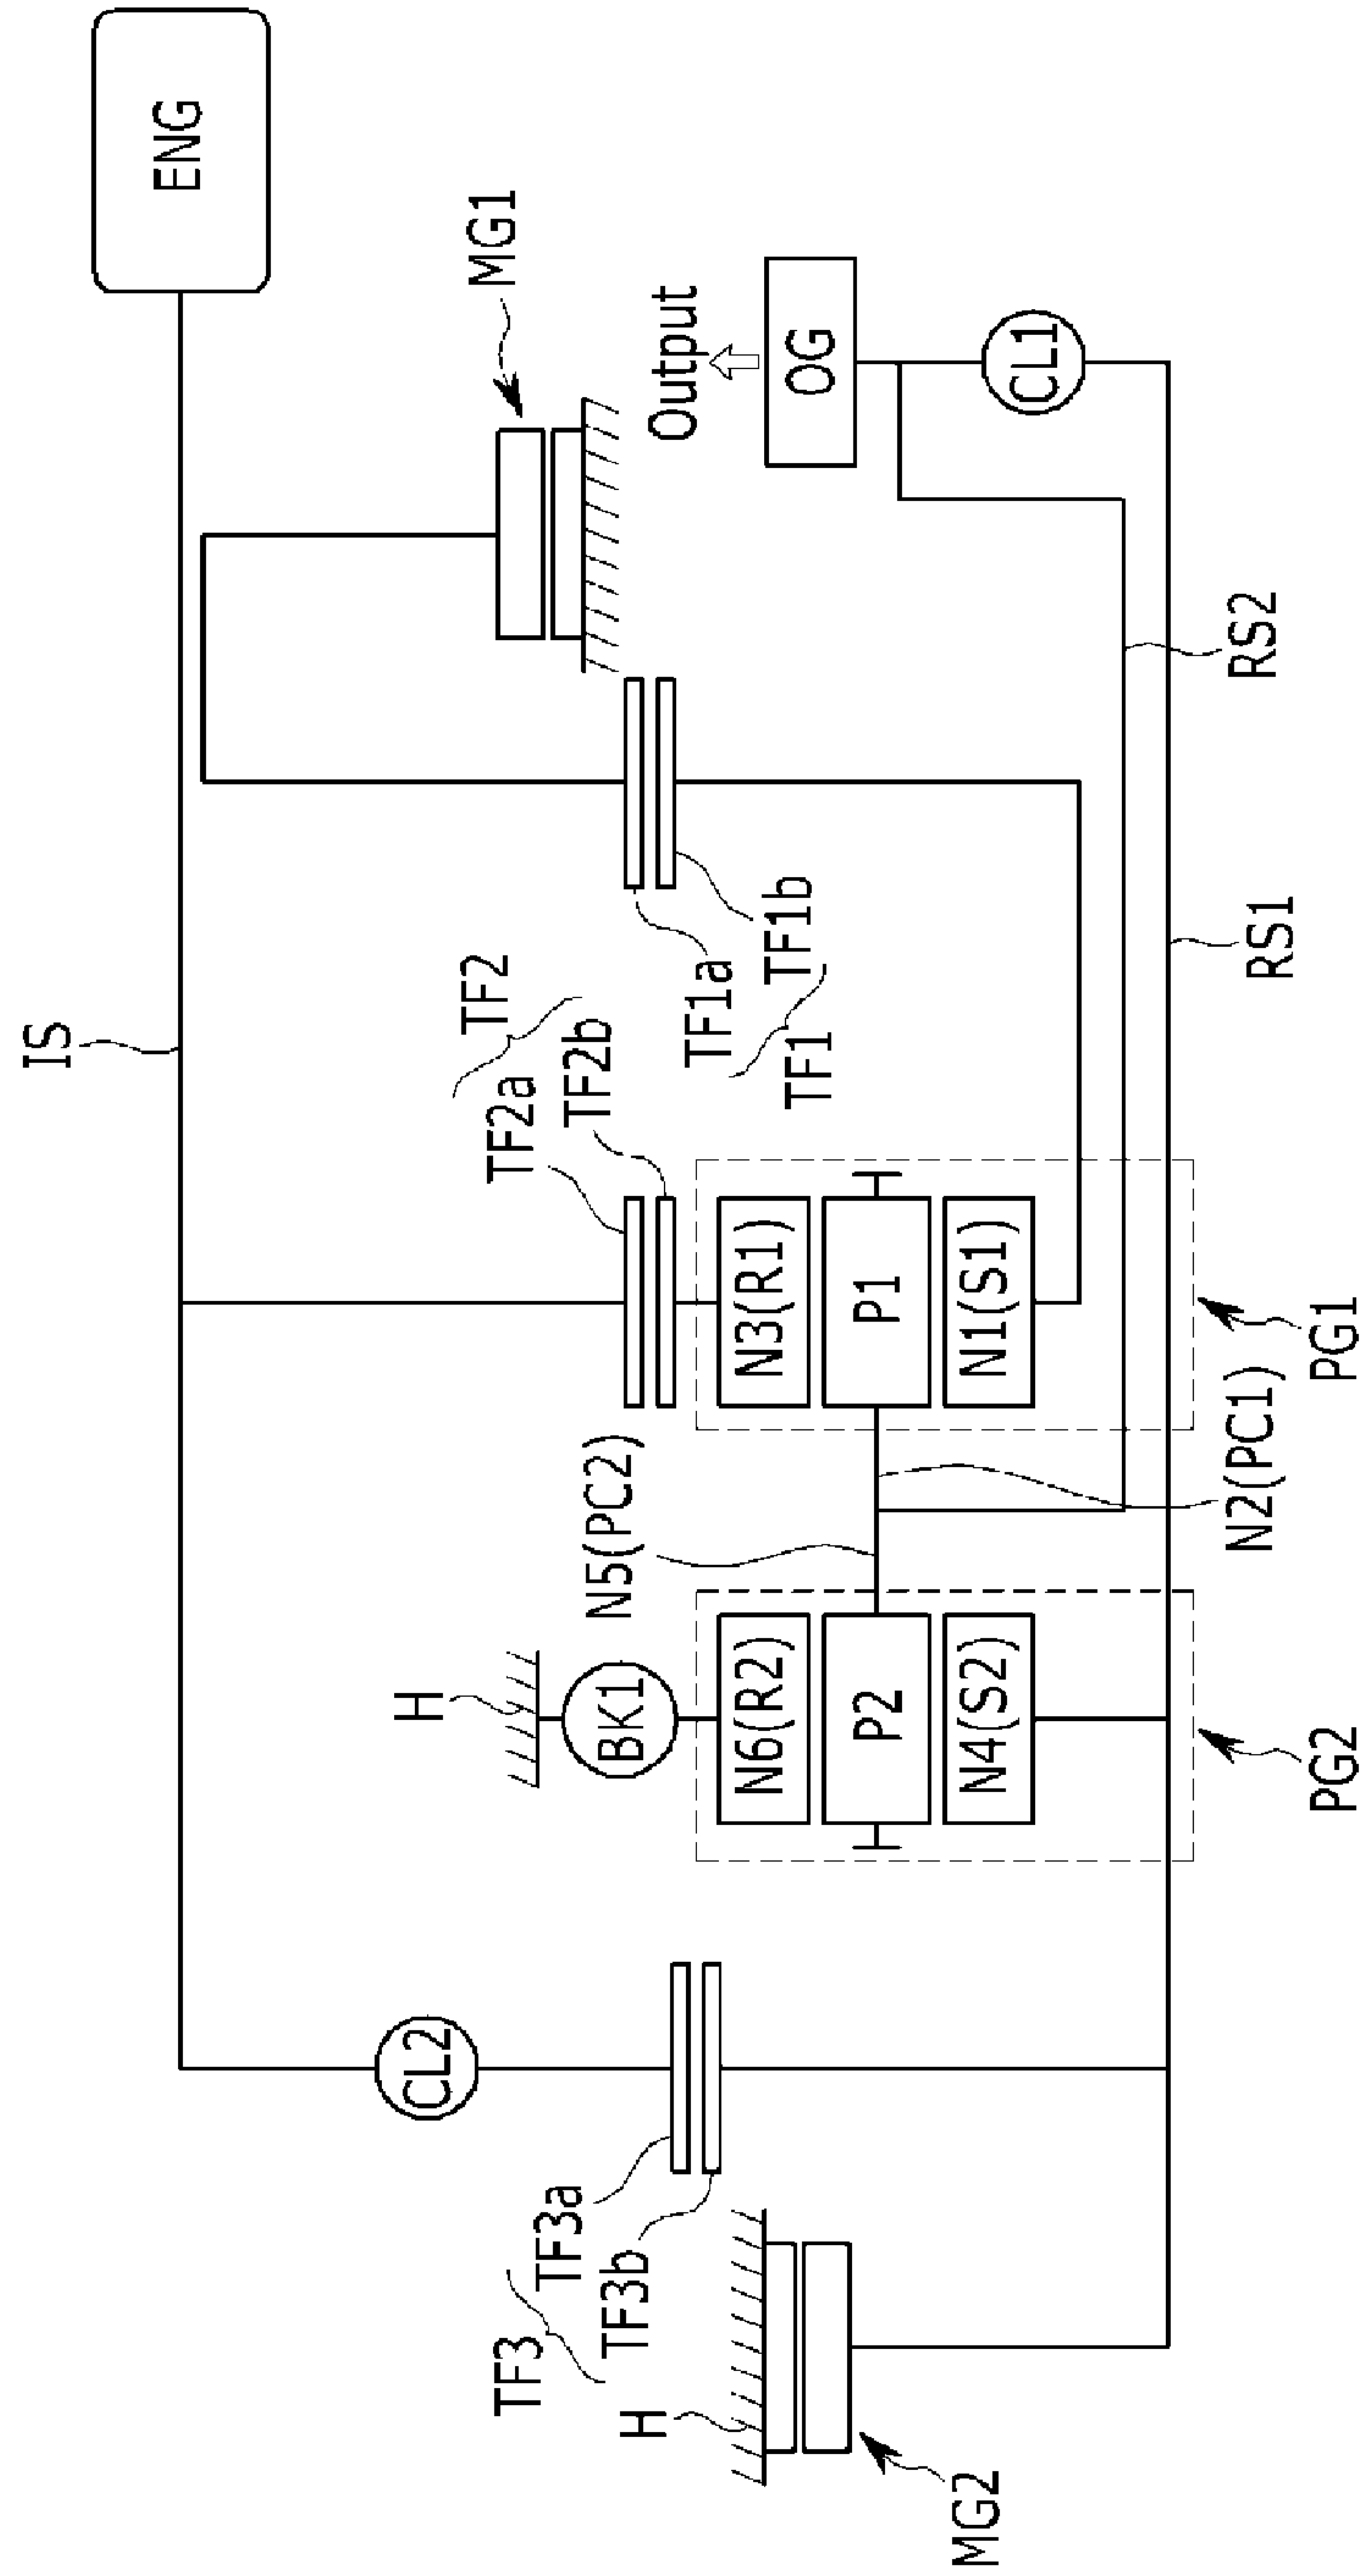 ENG
IS
MG1
Output
OG
CL1
TF2
TF2a
TF2b
TF1a
TF1b
TF1
RS2
RS1
N3(R1)
P1
N1(S1)
PG1
N2(PC1)
N5(PC2)
H
BK1
N6(R2)
P2
N4(S2)
PG2
CL2
TF3a
TF3b
TF3
H
MG2